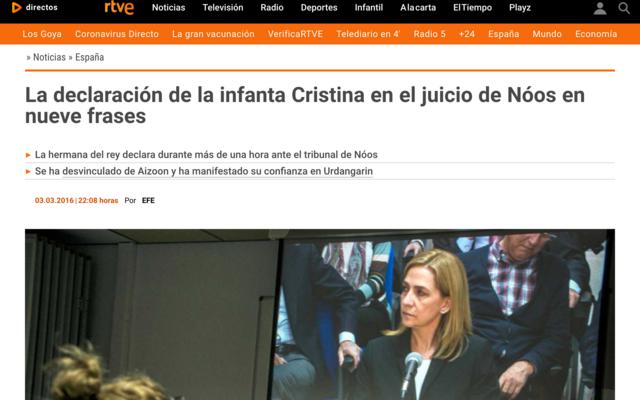 directos rtve Noticias Televisión Radio Deportes Infantil A la carta El Tiempo Playz
Los Goya Coronavirus Directo La gran vacunación VerificaRTVE Telediario en 4' Radio 5 +24 España Mundo Economía
» Noticias » España
La declaración de la infanta Cristina en el juicio de Nóos en
nueve frases
La hermana del rey declara durante más de una hora ante el tribunal de Nóos
Se ha desvinculado de Aizoon y ha manifestado su confianza en Urdangarin
03.03.2016 | 22:08 horas Por EFE